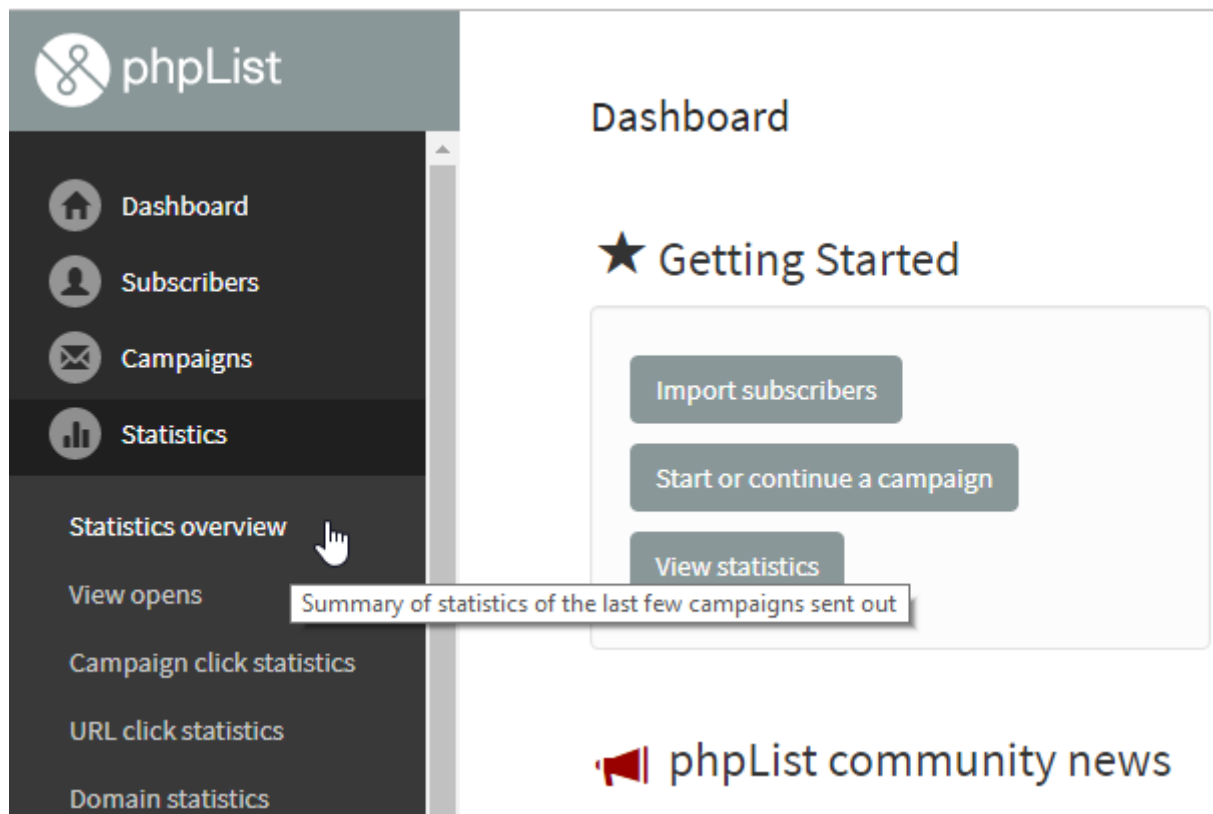 phpList
Dashboard
Subscribers
Campaigns
Statistics
Statistics overview
View opens
Campaign click statistics
URL click statistics
Domain statistics
Dashboard
Getting Started
Import subscribers
Start or continue a campaign
View statistics
Summary of statistics of the last few campaigns sent out
phpList community news